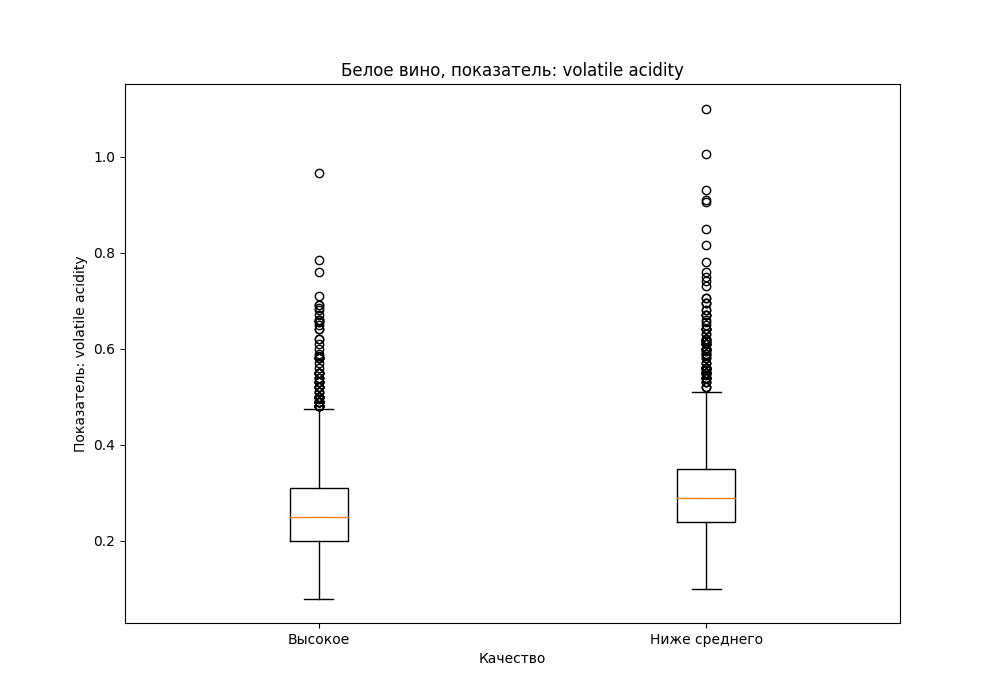 Белое вино, показатель: volatile acidity
Показатель: volatile acidity
1.0
0.8
0.6
0.4
0.2
Высокое
Ниже среднего
Качество